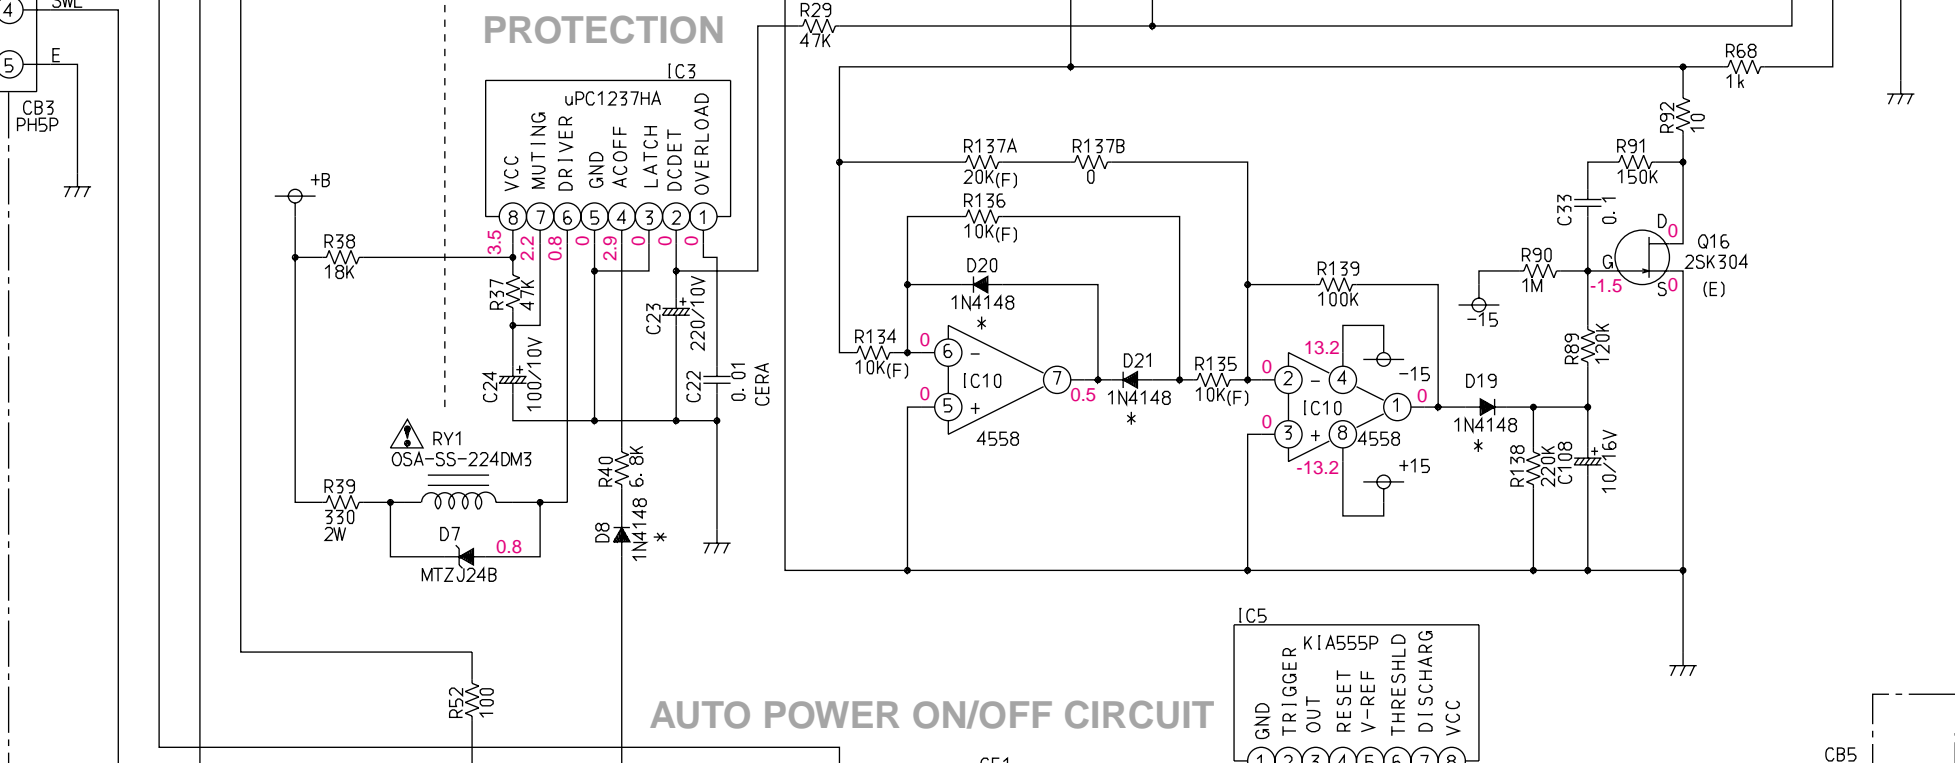 4
SWL
5
E
CB3
PH5P
PROTECTION
IC3
uPC1237HA
VCC
MUTING
DRIVER
GND
ACOFF
LATCH
DCDET
OVERLOAD
8
7
6
5
4
3
2
1
3.5
2.2
0.8
0
2.9
0
0
0
+B
R38
18K
R37
47K
C24
100/10V
+
C23
220/10V
+
C22
0.01
CERA
RY1
OSA-SS-224DM3
R39
330
2W
D7
0.8
MTZJ24B
R40
6.8K
D8
1N4148
*
R52
100
R29
47K
R68
1k
R92
10
R91
150K
C33
0.1
R137A
20K(F)
R137B
0
R136
10K(F)
D20
1N4148
*
R134
10K(F)
0
6
-
IC10
0
5
+
4558
7
0.5
D21
1N4148
*
R135
10K(F)
R139
100K
0
2
-
13.2
4
-15
IC10
0
3
+
8
4558
-13.2
+15
1
0
D19
1N4148
*
R138
220K
C108
10/16V
+
R89
120K
R90
1M
-15
G
-1.5
D
0
S
0
Q16
2SK304
(E)
AUTO POWER ON/OFF CIRCUIT
IC5
KIA555P
GND
TRIGGER
OUT
RESET
V-REF
THRESHLD
DISCHARG
VCC
1
2
3
4
5
6
7
8
CB5